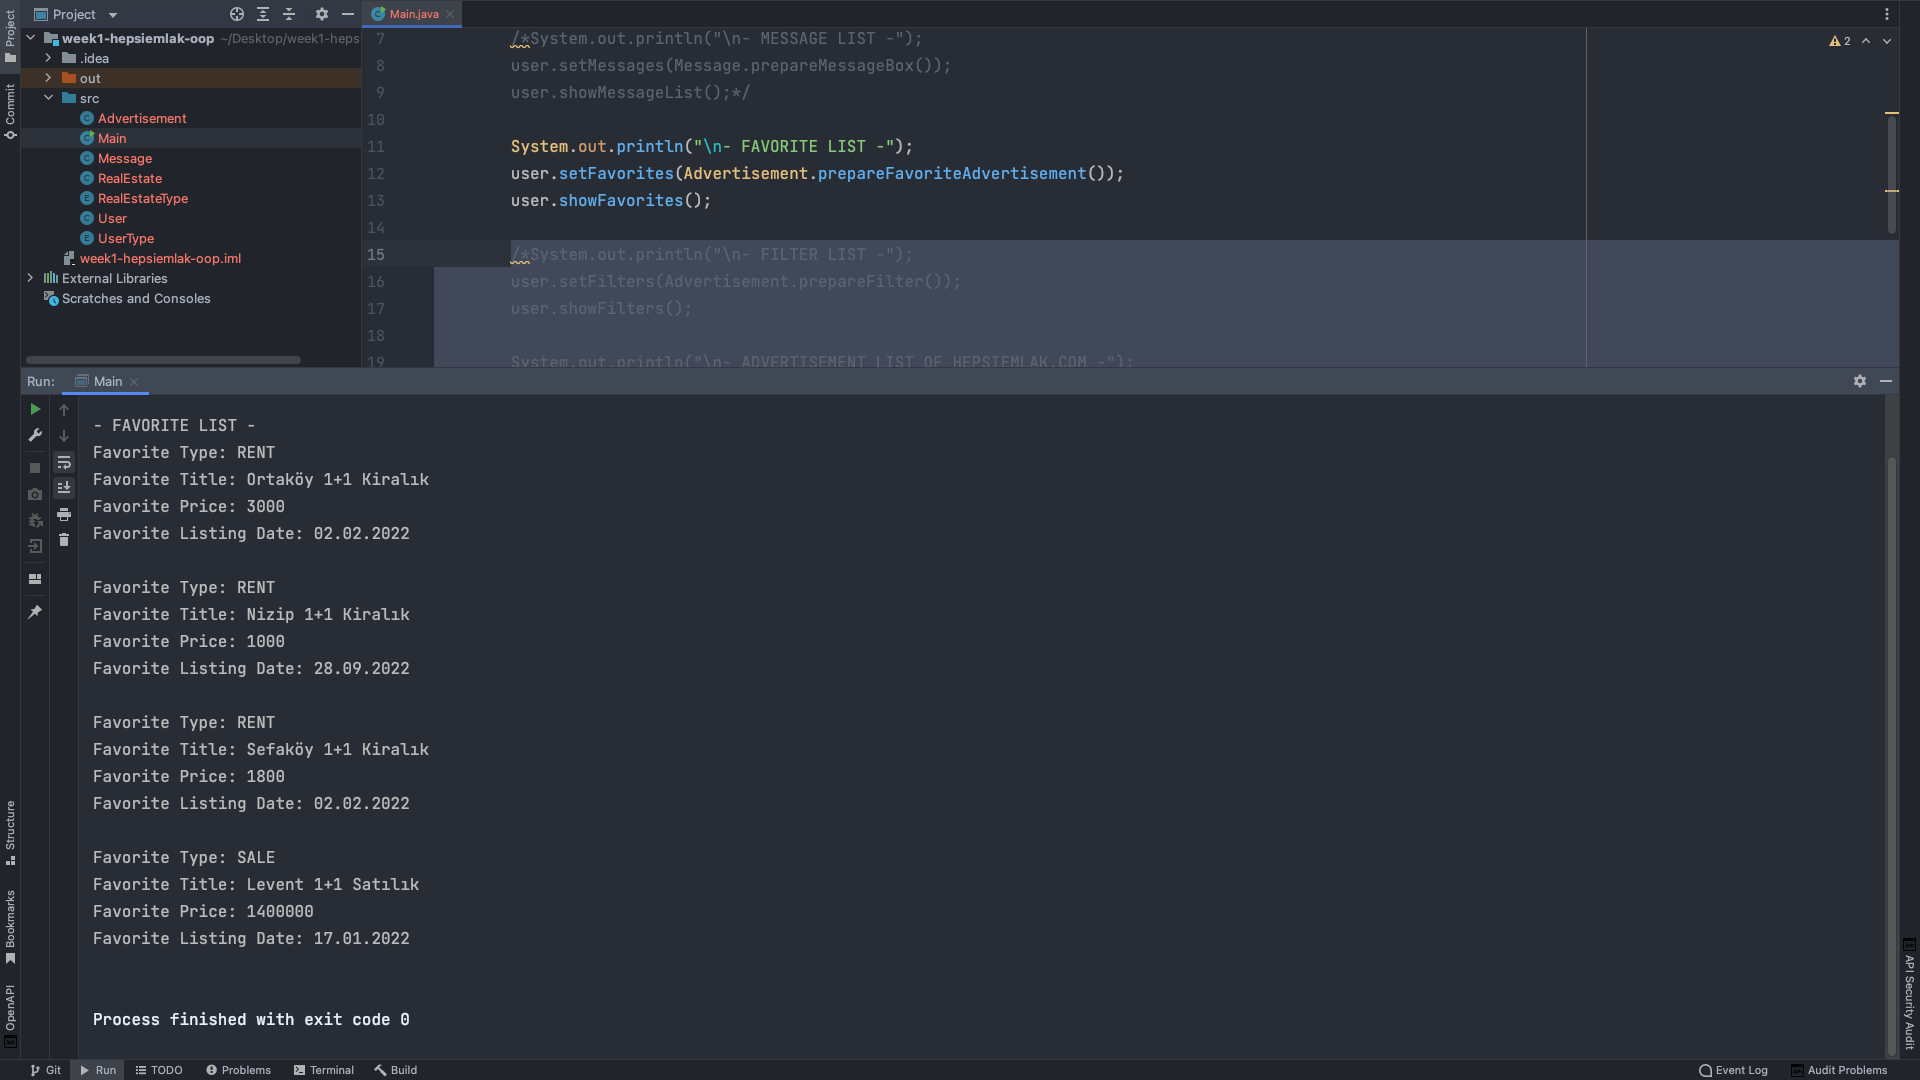 Project
Main.java
Project
Commit
week1-hepsiemlak-oop ~/Desktop/week1-heps
.idea
out
src
Advertisement
Main
Message
RealEstate
RealEstateType
User
UserType
week1-hepsiemlak-oop.iml
External Libraries
Scratches and Consoles
7 /*System.out.println("\n- MESSAGE LIST -");
8 user.setMessages(Message.prepareMessageBox());
9 user.showMessageList();*/
10
11 System.out.println("\n- FAVORITE LIST -");
12 user.setFavorites(Advertisement.prepareFavoriteAdvertisement());
13 user.showFavorites();
14
15 /*System.out.println("\n- FILTER LIST -");
16 user.setFilters(Advertisement.prepareFilter());
17 user.showFilters();
18
19 System.out.println("\n- ADVERTISEMENT LIST OF HEPSIEMLAK.COM -");
2
Run: Main
- FAVORITE LIST -
Favorite Type: RENT
Favorite Title: Ortaköy 1+1 Kiralık
Favorite Price: 3000
Favorite Listing Date: 02.02.2022
Favorite Type: RENT
Favorite Title: Nizip 1+1 Kiralık
Favorite Price: 1000
Favorite Listing Date: 28.09.2022
Favorite Type: RENT
Favorite Title: Sefaköy 1+1 Kiralık
Favorite Price: 1800
Favorite Listing Date: 02.02.2022
Favorite Type: SALE
Favorite Title: Levent 1+1 Satılık
Favorite Price: 1400000
Favorite Listing Date: 17.01.2022
Process finished with exit code 0
Structure
Bookmarks
OpenAPI
API Security Audit
Git Run TODO Problems Terminal Build Event Log Audit Problems